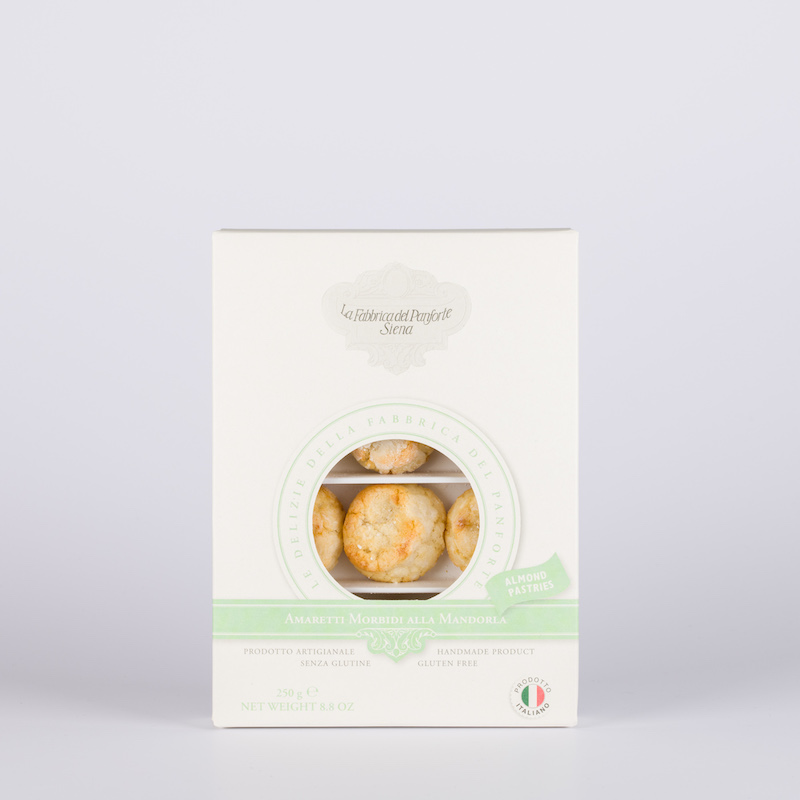 La Fabbrica del Panforte
Siena
LE DELIZIE DELLA FABBRICA DEL PANFORTE
ALMOND
PASTRIES
AMARETTI MORBIDI ALLA MANDORLA
PRODOTTO ARTIGIANALE HANDMADE PRODUCT
SENZA GLUTINE GLUTEN FREE
250 g ℮
NET WEIGHT 8.8 OZ
PRODOTTO
ITALIANO